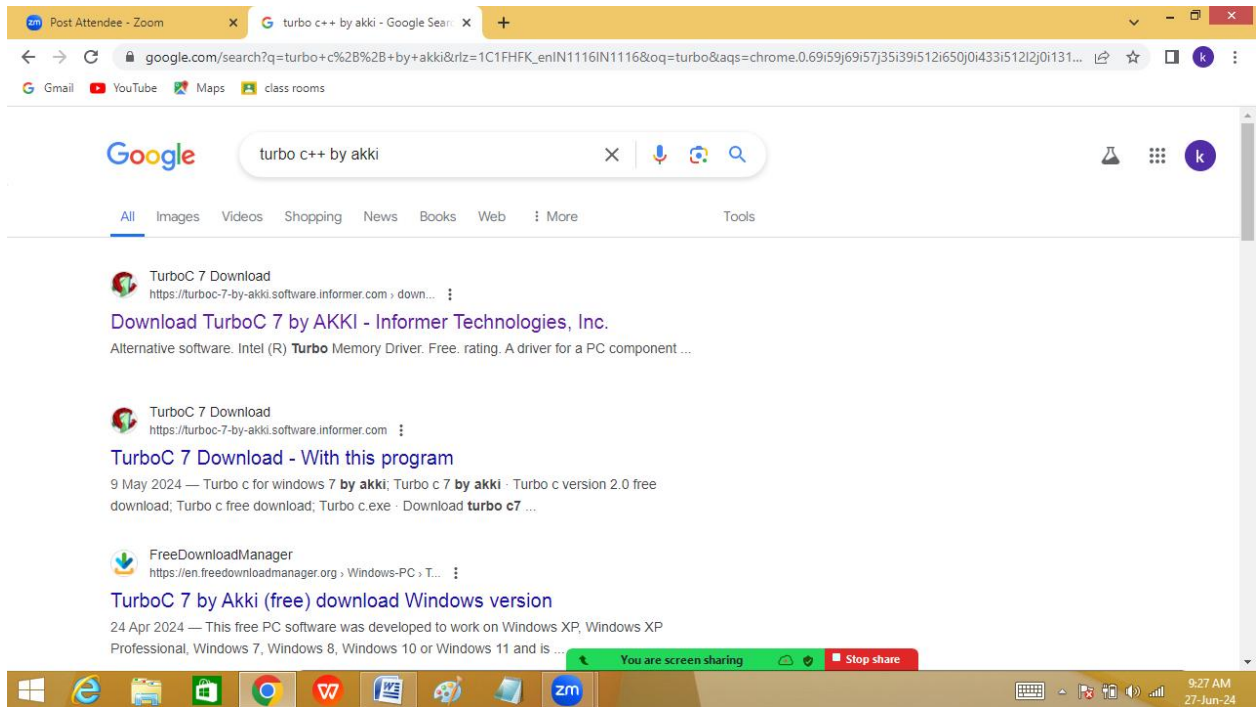 Post Attendee - Zoom
turbo c++ by akki - Google Searc
google.com/search?q=turbo+c%2B%2B+by+akki&rlz=1C1FHFK_enIN1116IN1116&oq=turbo&aqs=chrome.0.69i59j69i57j35i39i512i650j0i433i512l2j0i131...
k
Gmail
YouTube
Maps
class rooms
Google
turbo c++ by akki
k
All
Images
Videos
Shopping
News
Books
Web
More
Tools
TurboC 7 Download
https://turboc-7-by-akki.software.informer.com › down...
Download TurboC 7 by AKKI - Informer Technologies, Inc.
Alternative software. Intel (R) Turbo Memory Driver. Free. rating. A driver for a PC component ...
TurboC 7 Download
https://turboc-7-by-akki.software.informer.com
TurboC 7 Download - With this program
9 May 2024 — Turbo c for windows 7 by akki; Turbo c 7 by akki · Turbo c version 2.0 free
download; Turbo c free download; Turbo c.exe · Download turbo c7 ...
FreeDownloadManager
https://en.freedownloadmanager.org › Windows-PC › T...
TurboC 7 by Akki (free) download Windows version
24 Apr 2024 — This free PC software was developed to work on Windows XP, Windows XP
Professional, Windows 7, Windows 8, Windows 10 or Windows 11 and is ...
You are screen sharing
Stop share
zm
9:27 AM
27-Jun-24